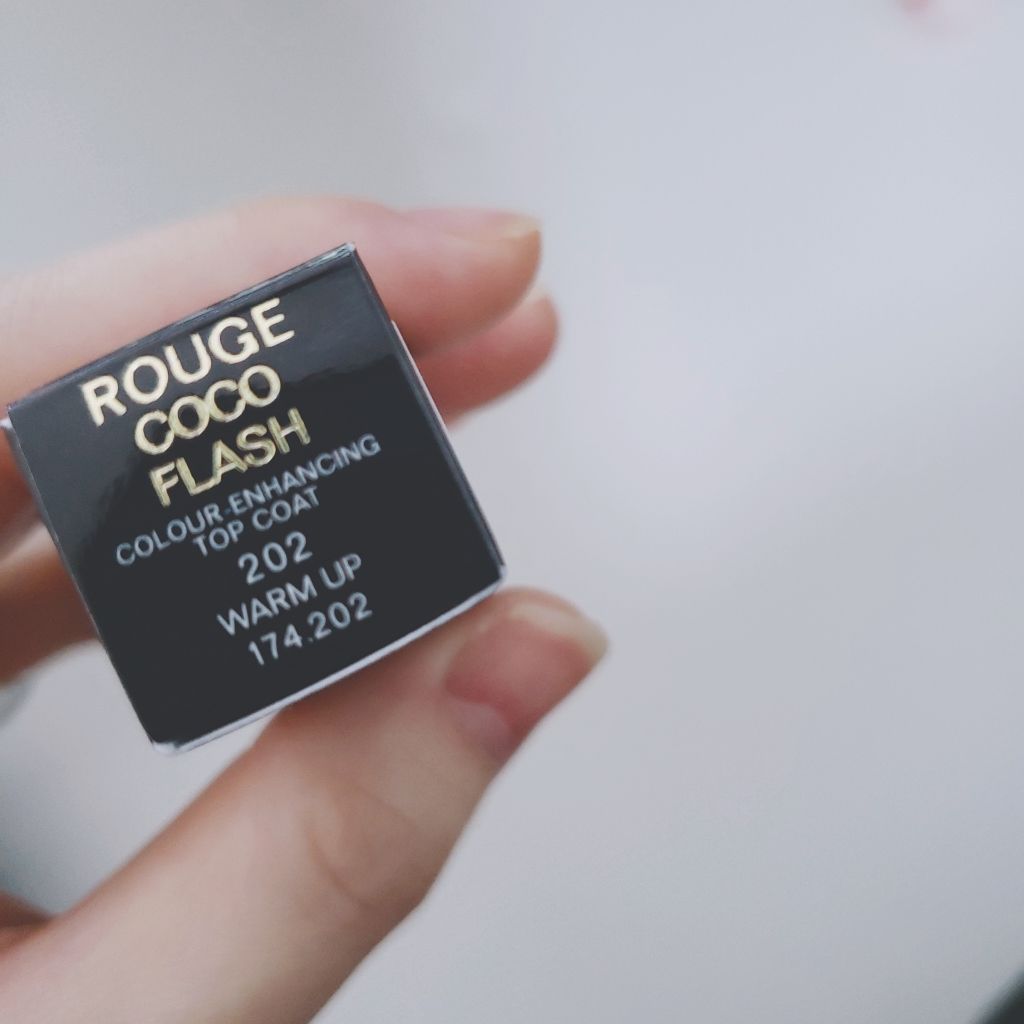 ROUGE
COCO
FLASH
COLOUR-ENHANCING
TOP COAT
202
WARM UP
174.202